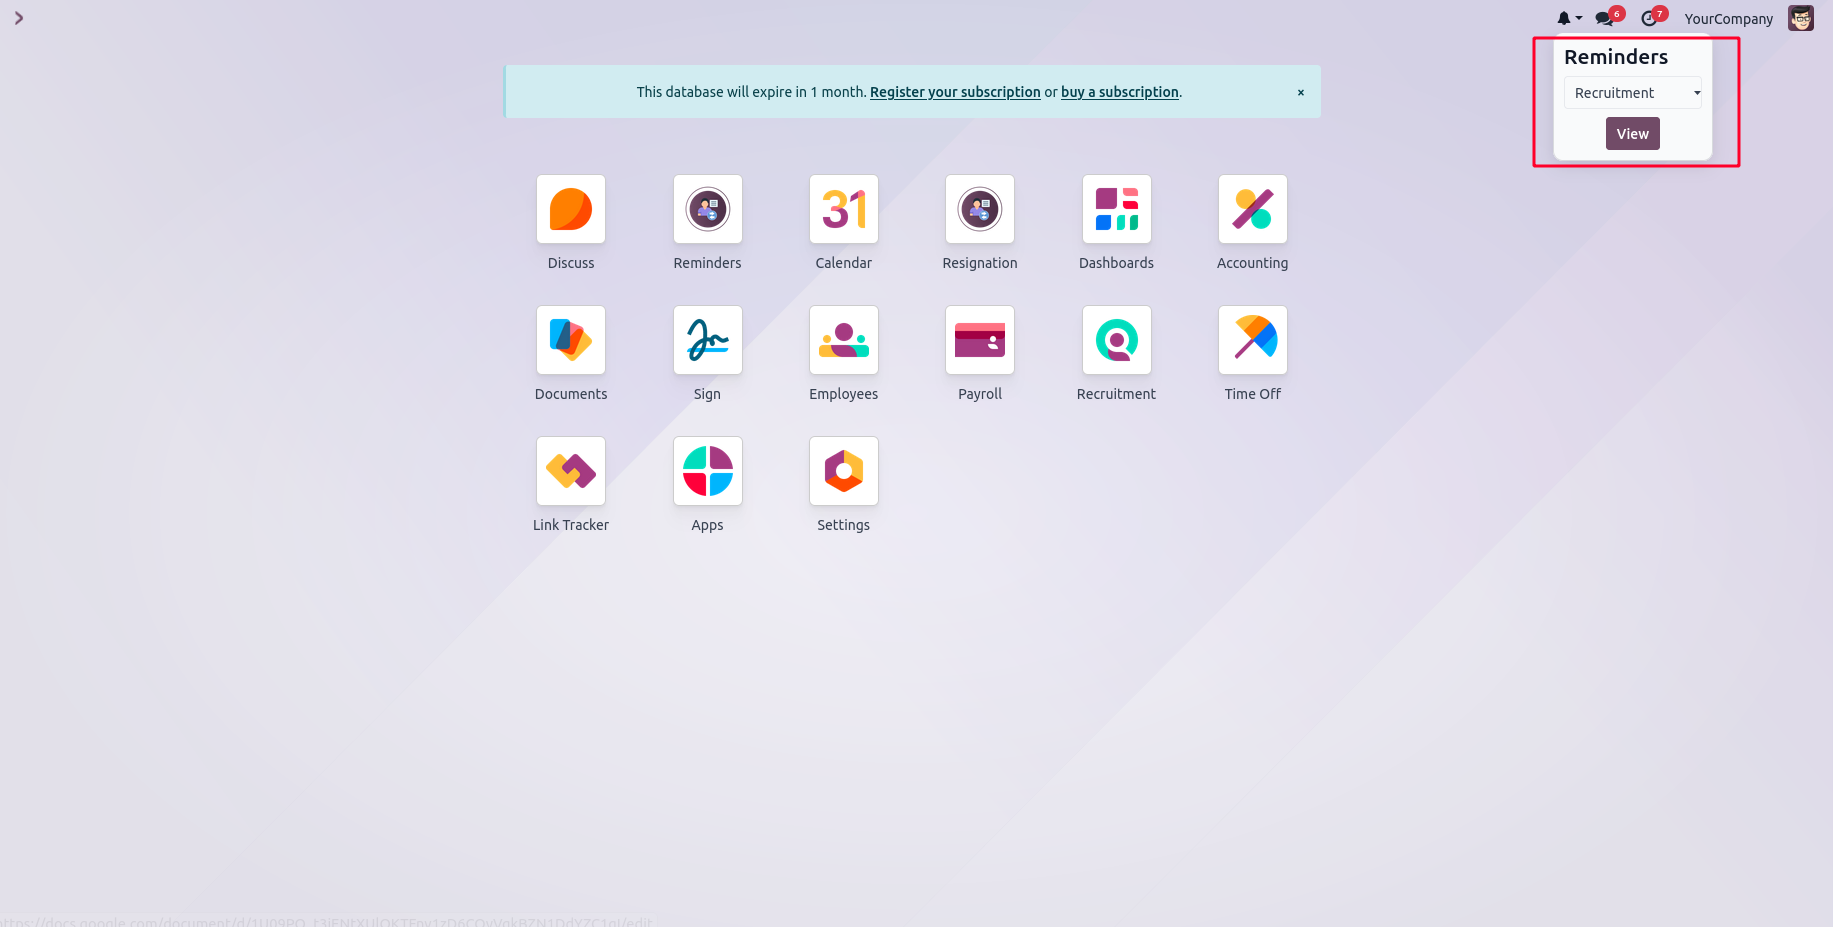 6
7
YourCompany
Reminders
Recruitment
View
This database will expire in 1 month. Register your subscription or buy a subscription.
×
31
Discuss
Reminders
Calendar
Resignation
Dashboards
Accounting
Documents
Sign
Employees
Payroll
Recruitment
Time Off
Link Tracker
Apps
Settings